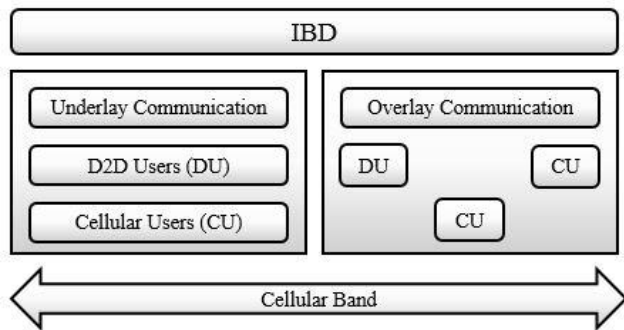 IBD
Underlay Communication
D2D Users (DU)
Cellular Users (CU)
Overlay Communication
DU
CU
CU
Cellular Band